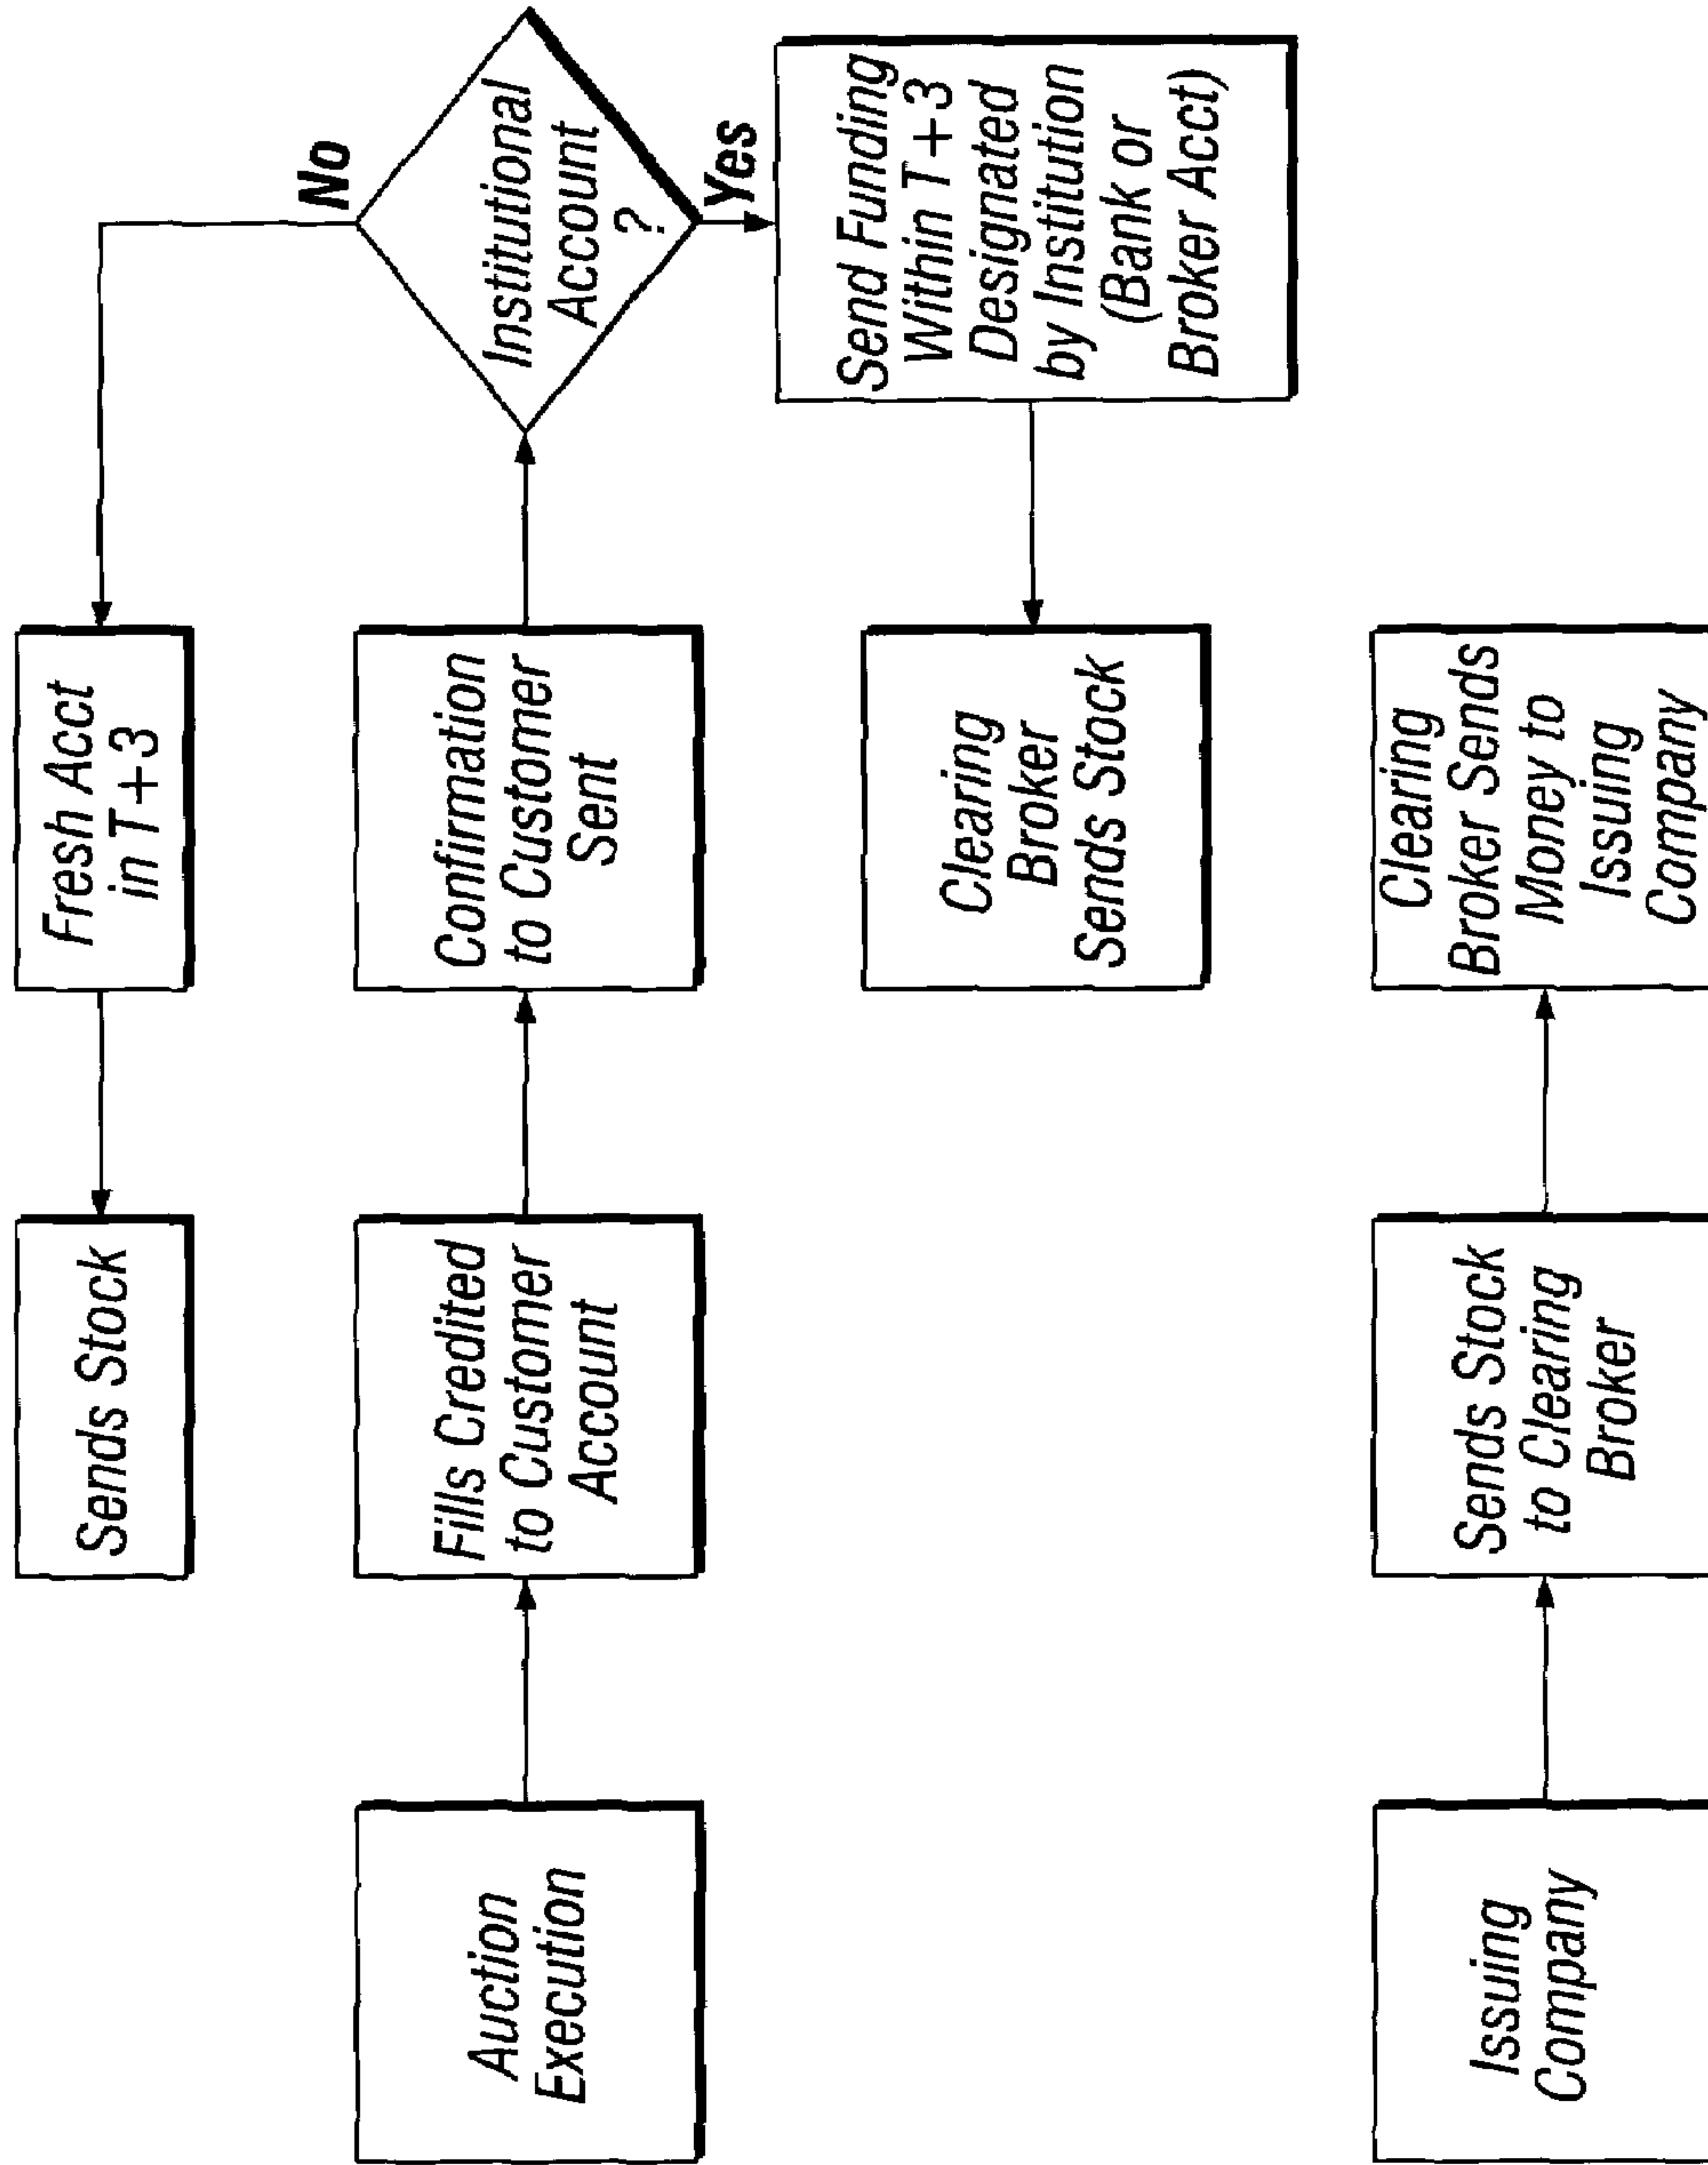 Sends Stock
Fresh Acct
in T+3
No
Auction
Execution
Fills Credited
to Customer
Account
Confirmation
to Customer
Sent
Institutional
Account
?
Yes
Clearing
Broker
Sends Stock
Send Funding
Within T+3
Designated
by Institution
(Bank or
Broker Acct)
Issuing
Company
Sends Stock
to Clearing
Broker
Clearing
Broker Sends
Money to
Issuing
Company